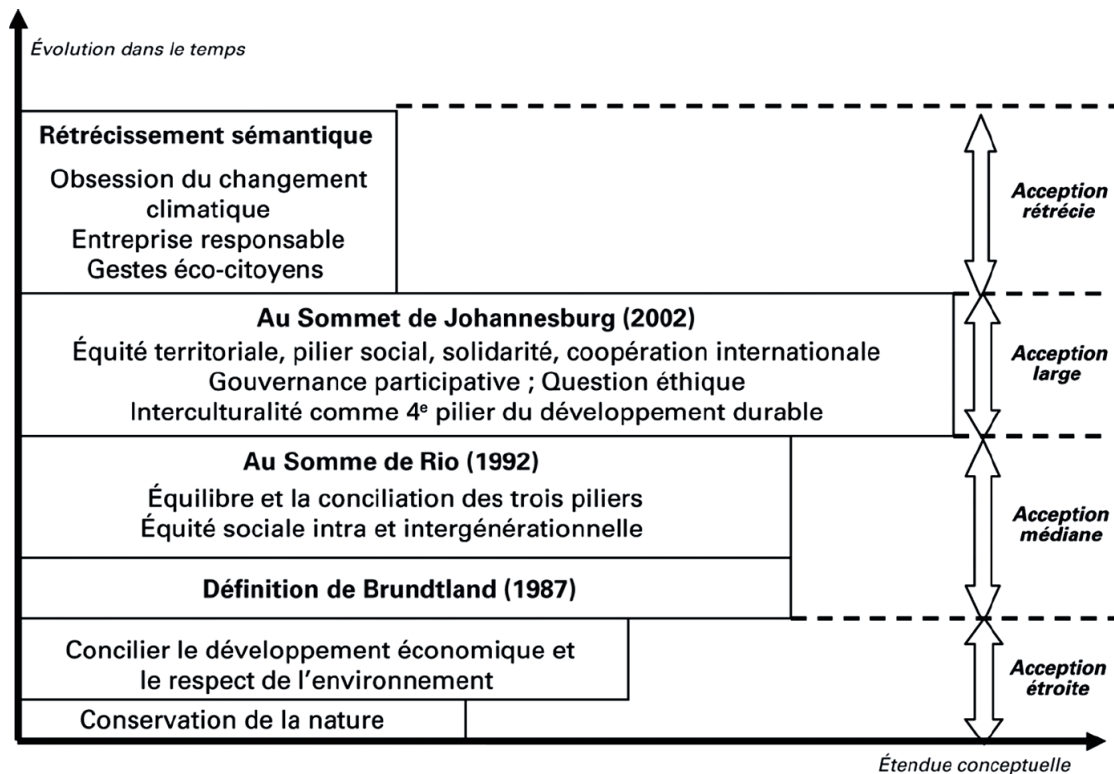 Évolution dans le temps
Rétrécissement sémantique
Obsession du changement
climatique
Entreprise responsable
Gestes éco-citoyens
Acception
rétrécie
Au Sommet de Johannesburg (2002)
Équité territoriale, pilier social, solidarité, coopération internationale
Gouvernance participative ; Question éthique
Interculturalité comme 4e pilier du développement durable
Acception
large
Au Somme de Rio (1992)
Équilibre et la conciliation des trois piliers
Équité sociale intra et intergénérationnelle
Acception
médiane
Définition de Brundtland (1987)
Concilier le développement économique et
le respect de l'environnement
Acception
étroite
Conservation de la nature
Étendue conceptuelle